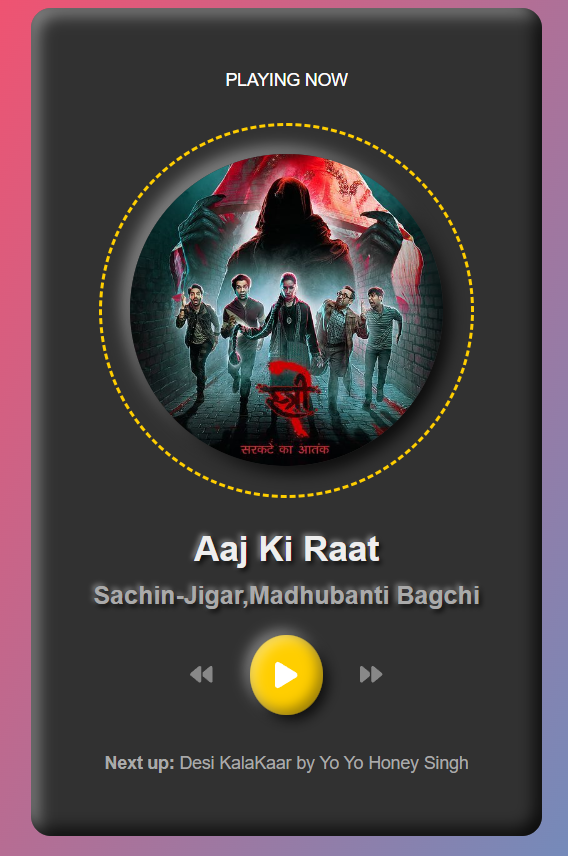 PLAYING NOW
स्त्री
२
सरकटे का आतंक
Aaj Ki Raat
Sachin-Jigar,Madhubanti Bagchi
Next up: Desi KalaKaar by Yo Yo Honey Singh